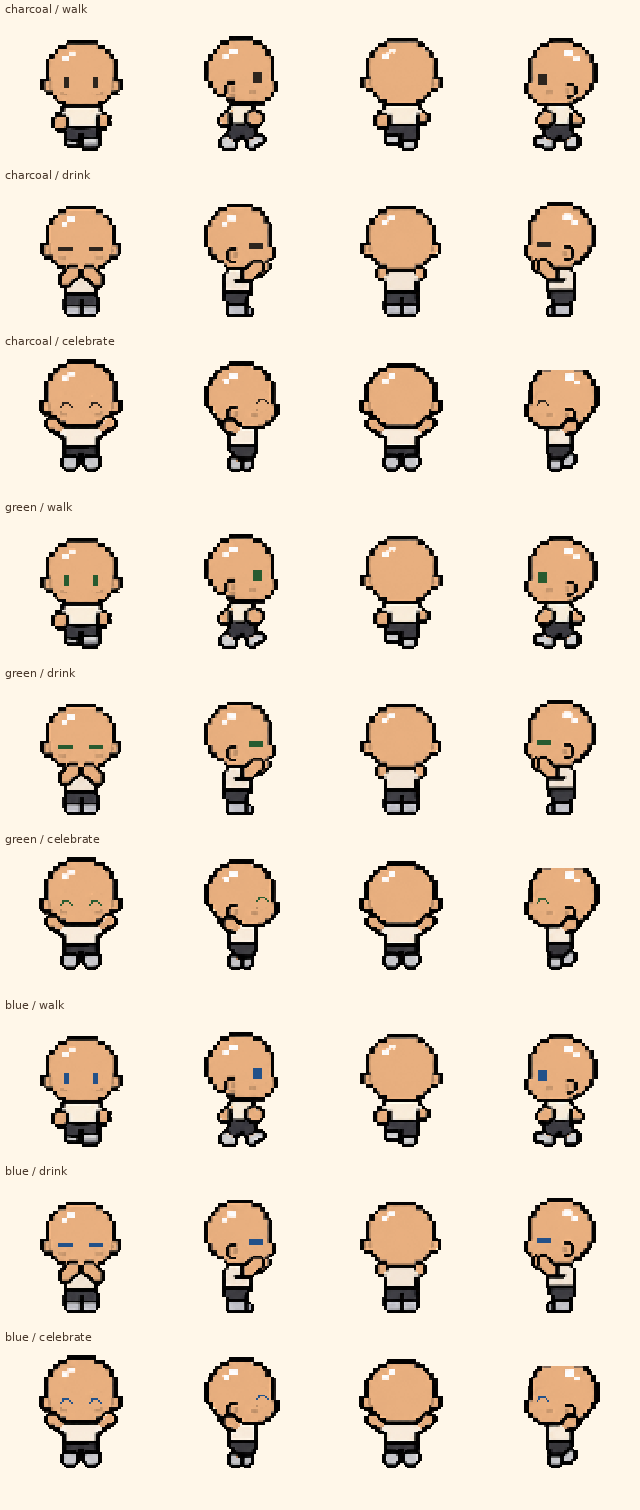 charcoal / walk
charcoal / drink
charcoal / celebrate
green / walk
green / drink
green / celebrate
blue / walk
blue / drink
blue / celebrate